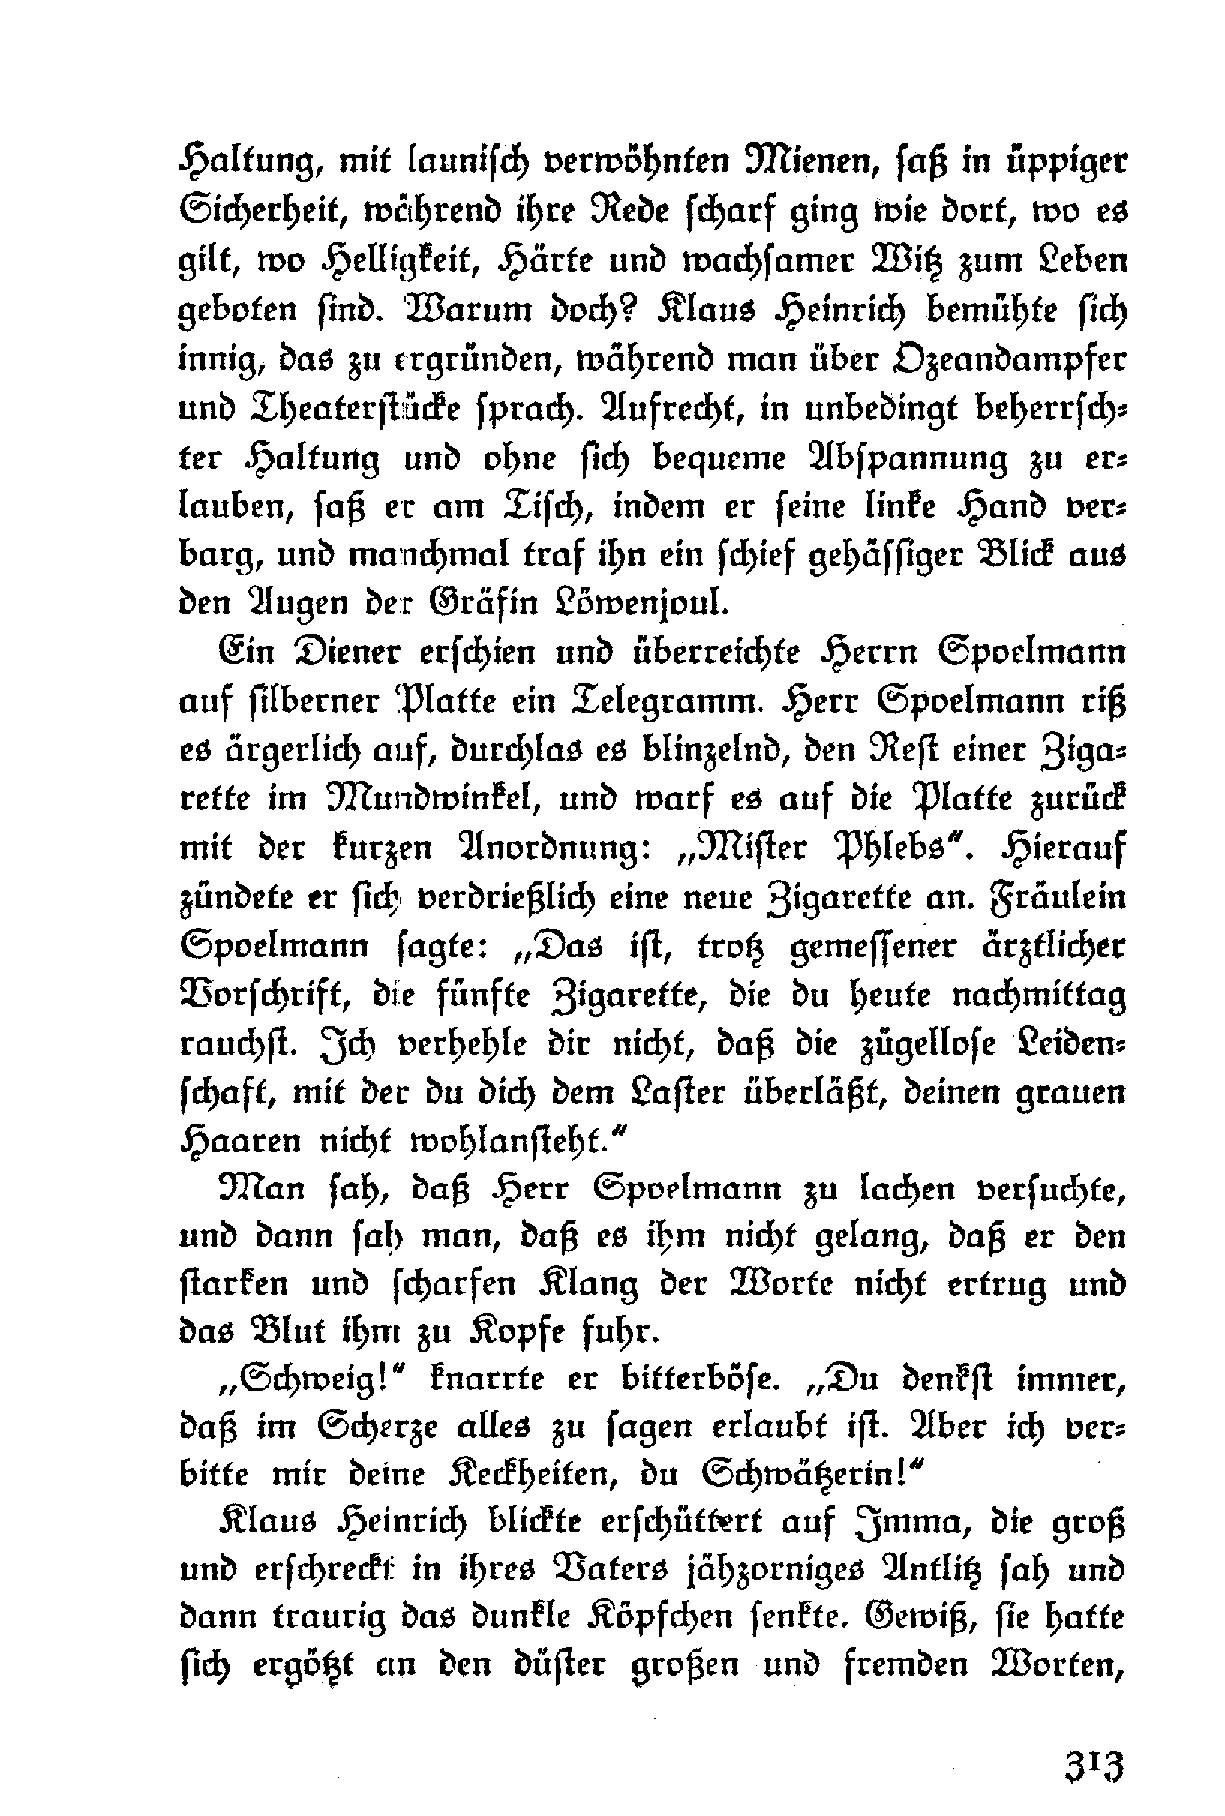 Haltung, mit launisch verwöhnten Mienen, saß in üppiger
Sicherheit, während ihre Rede scharf ging wie dort, wo es
gilt, wo Helligkeit, Härte und wachsamer Witz zum Leben
geboten sind. Warum doch? Klaus Heinrich bemühte sich
innig, das zu ergründen, während man über Ozeandampfer
und Theaterstücke sprach. Aufrecht, in unbedingt beherrsch-
ter Haltung und ohne sich bequeme Abspannung zu er-
lauben, saß er am Tisch, indem er seine linke Hand ver-
barg, und manchmal traf ihn ein schief gehässiger Blick aus
den Augen der Gräfin Löwenjoul.
Ein Diener erschien und überreichte Herrn Spoelmann
auf silberner Platte ein Telegramm. Herr Spoelmann riß
es ärgerlich auf, durchlas es blinzelnd, den Rest einer Ziga-
rette im Mundwinkel, und warf es auf die Platte zurück
mit der kurzen Anordnung: „Mister Phlebs“. Hierauf
zündete er sich verdrießlich eine neue Zigarette an. Fräulein
Spoelmann sagte: „Das ist, trotz gemessener ärztlicher
Vorschrift, die fünfte Zigarette, die du heute nachmittag
rauchst. Ich verhehle dir nicht, daß die zügellose Leiden-
schaft, mit der du dich dem Laster überläßt, deinen grauen
Haaren nicht wohlansteht.“
Man sah, daß Herr Spoelmann zu lachen versuchte,
und dann sah man, daß es ihm nicht gelang, daß er den
starken und scharfen Klang der Worte nicht ertrug und
das Blut ihm zu Kopfe fuhr.
„Schweig!“ knarrte er bitterböse. „Du denkst immer,
daß im Scherze alles zu sagen erlaubt ist. Aber ich ver-
bitte mir deine Keckheiten, du Schwätzerin!“
Klaus Heinrich blickte erschüttert auf Imma, die groß
und erschreckt in ihres Vaters jähzorniges Antlitz sah und
dann traurig das dunkle Köpfchen senkte. Gewiß, sie hatte
sich ergötzt an den düster großen und fremden Worten,
313